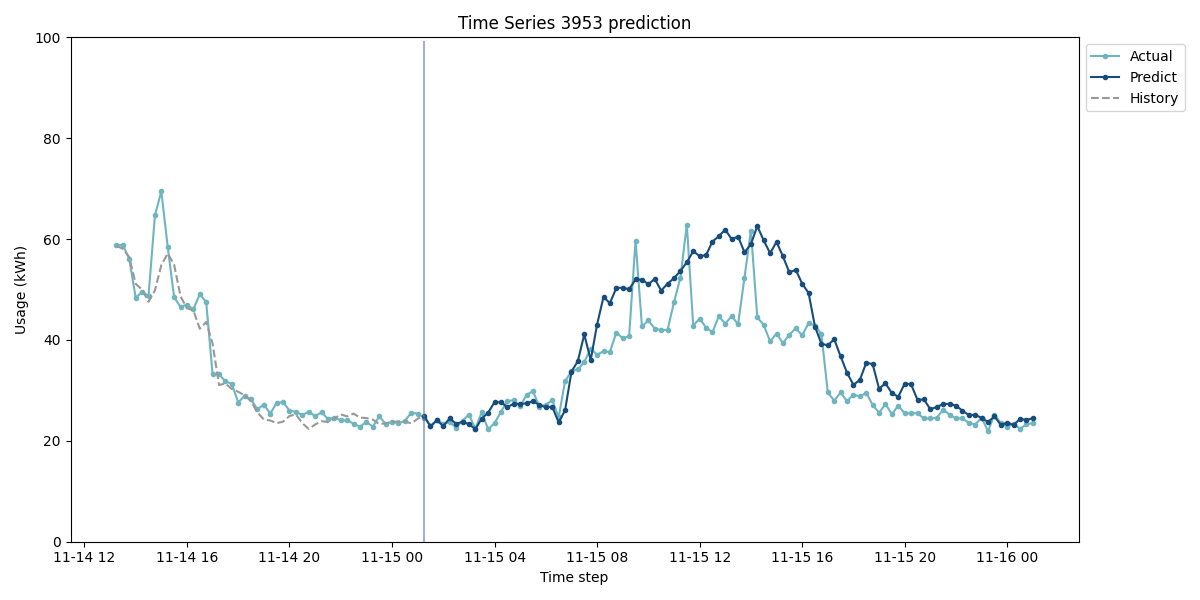 Time Series 3953 prediction
100
80
60
40
20
0
Usage (kWh)
11-14 12
11-14 16
11-14 20
11-15 00
11-15 04
11-15 08
11-15 12
11-15 16
11-15 20
11-16 00
Time step
Actual
Predict
History